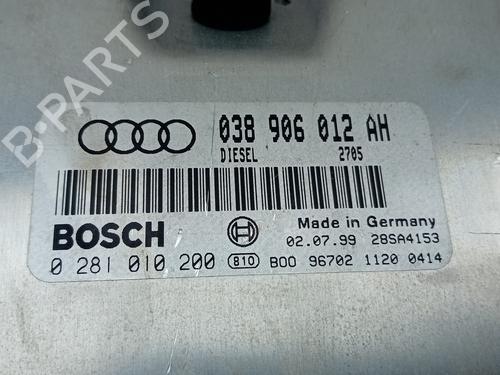 038 906 012 AH
DIESEL 2705
BOSCH
Made in Germany
02.07.99 28SA4153
0 281 010 200 810 B00 96702 1120 0414
B-PARTS